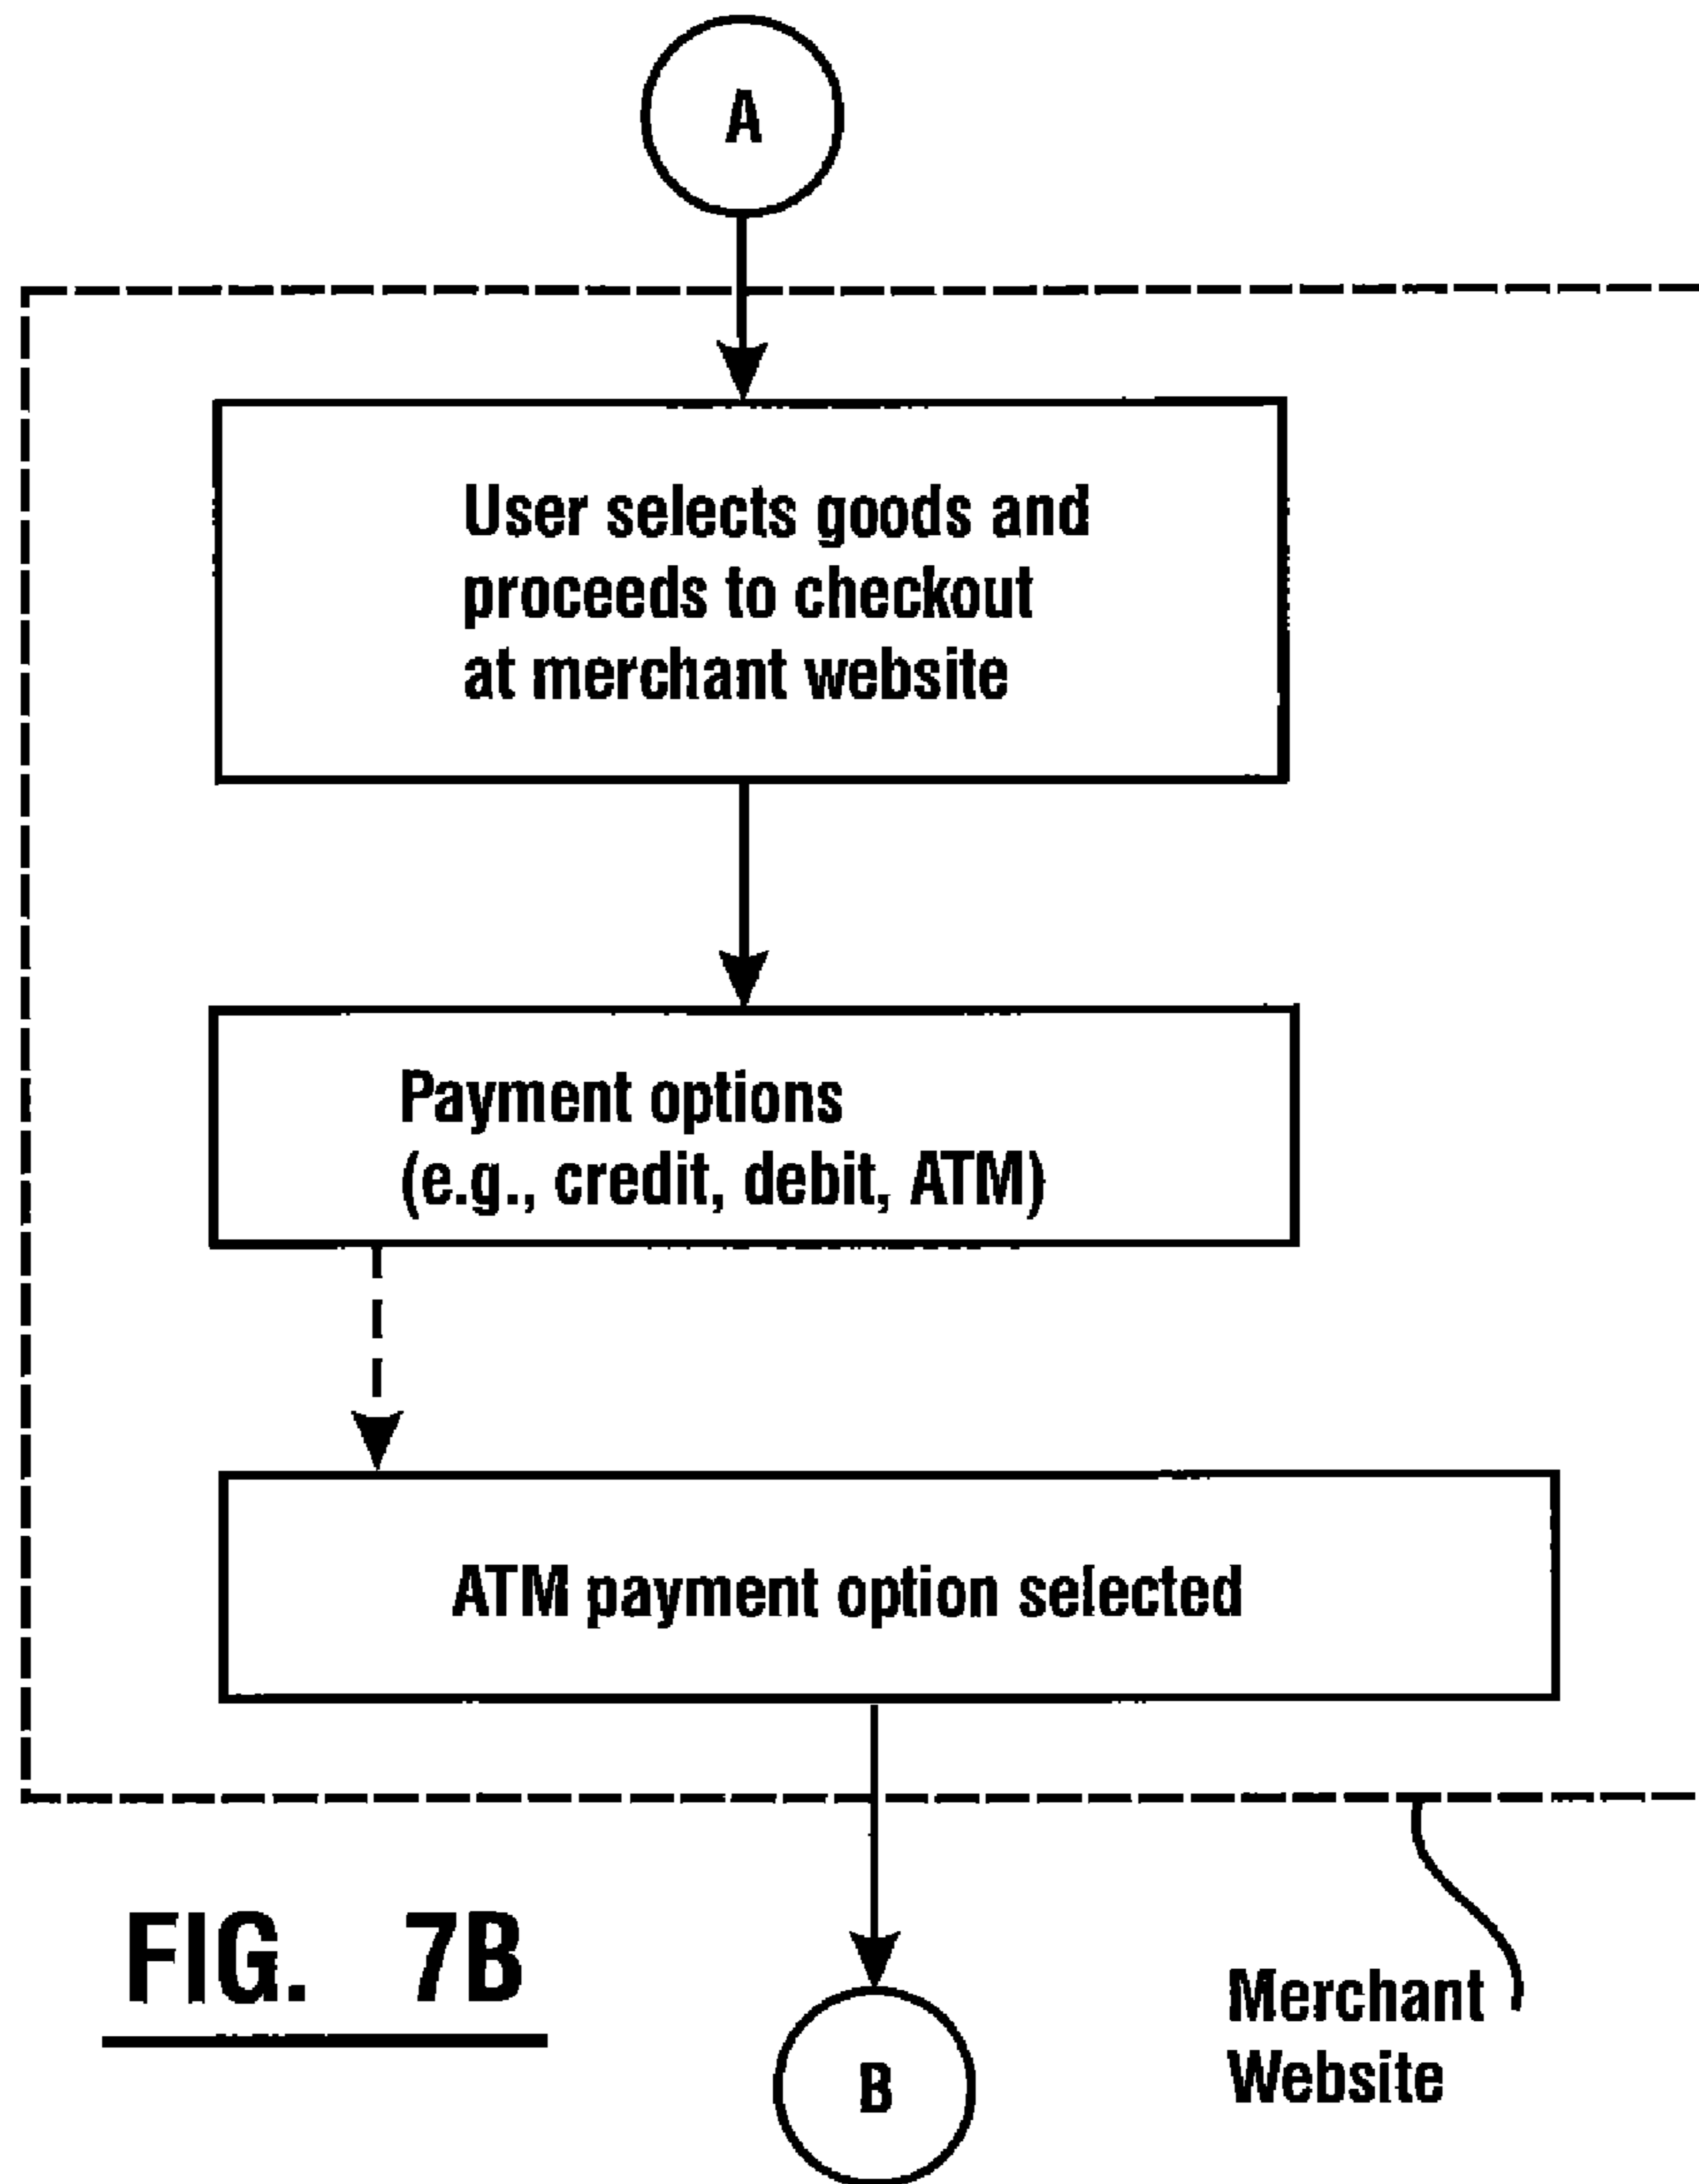 A
User selects goods and
proceeds to checkout
at merchant website
Payment options
(e.g., credit, debit, ATM)
ATM payment option selected
FIG. 7B
B
Merchant
Website